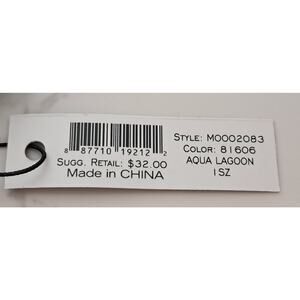 8 87710 19212 2
SUGG. RETAIL: $32.00
Made in CHINA
STYLE: M0002083
COLOR: 81606
AQUA LAGOON
1SZ